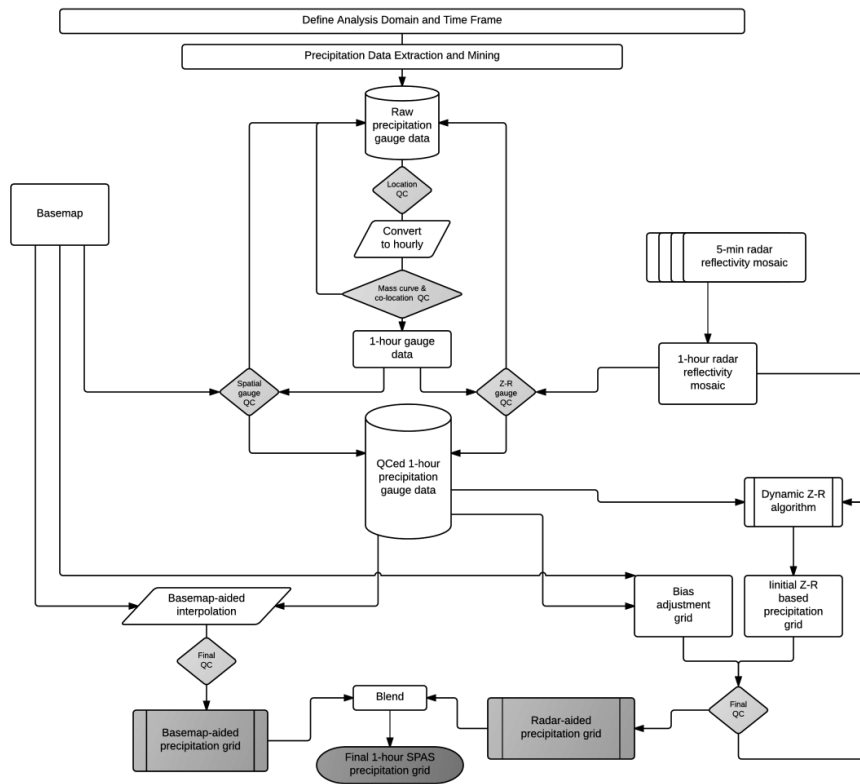 Define Analysis Domain and Time Frame
Precipitation Data Extraction and Mining
Raw
precipitation
gauge data
Location
QC
Basemap
Convert
to hourly
5-min radar
reflectivity mosaic
Mass curve &
co-location QC
1-hour gauge
data
1-hour radar
reflectivity
mosaic
Spatial
gauge
QC
Z-R
gauge
QC
QCed 1-hour
precipitation
gauge data
Dynamic Z-R
algorithm
Basemap-aided
interpolation
Bias
adjustment
grid
Iinitial Z-R
based
precipitation
grid
Final
QC
Blend
Final
QC
Basemap-aided
precipitation grid
Radar-aided
precipitation grid
Final 1-hour SPAS
precipitation grid